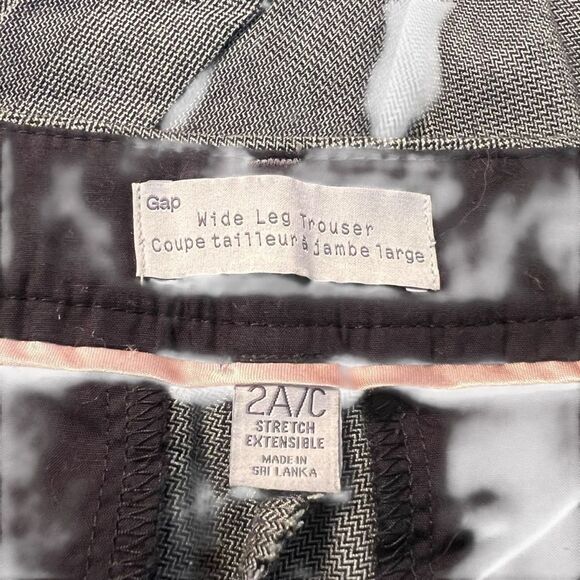 Gap
Wide Leg Trouser
Coupe tailleur à jambe large
2A/C
STRETCH
EXTENSIBLE
MADE IN
SRI LANKA